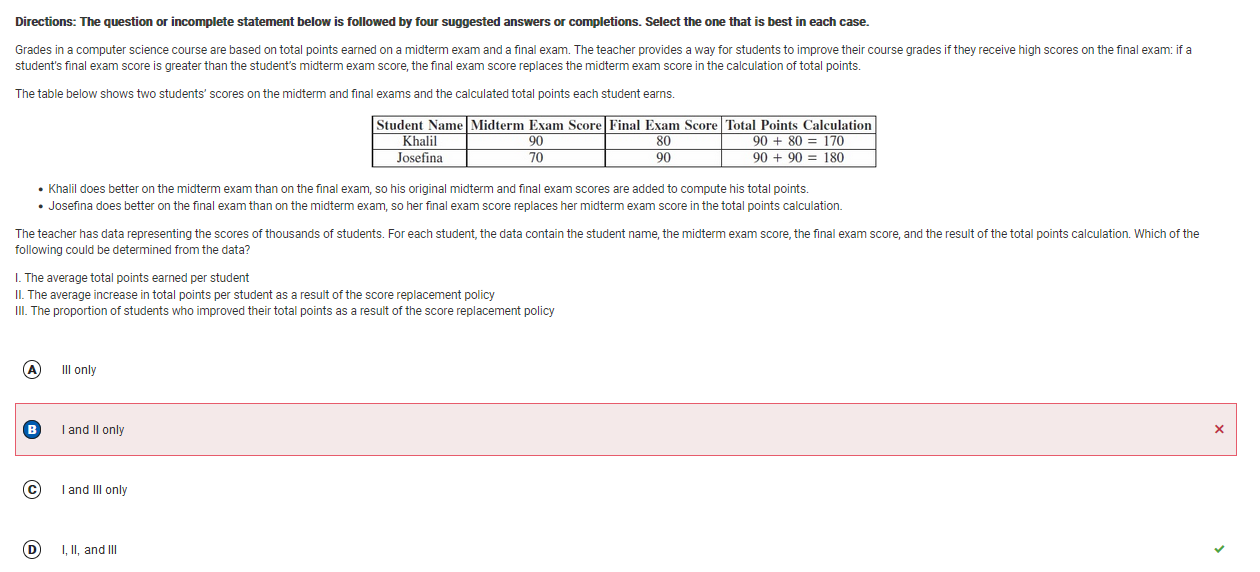 Directions: The question or incomplete statement below is followed by four suggested answers or completions. Select the one that is best in each case.
Grades in a computer science course are based on total points earned on a midterm exam and a final exam. The teacher provides a way for students to improve their course grades if they receive high scores on the final exam: if a
student's final exam score is greater than the student's midterm exam score, the final exam score replaces the midterm exam score in the calculation of total points.
The table below shows two students' scores on the midterm and final exams and the calculated total points each student earns.
Student Name Midterm Exam Score Final Exam Score Total Points Calculation
Khalil 90 80 90 + 80 = 170
Josefina 70 90 90 + 90 = 180
• Khalil does better on the midterm exam than on the final exam, so his original midterm and final exam scores are added to compute his total points.
• Josefina does better on the final exam than on the midterm exam, so her final exam score replaces her midterm exam score in the total points calculation.
The teacher has data representing the scores of thousands of students. For each student, the data contain the student name, the midterm exam score, the final exam score, and the result of the total points calculation. Which of the
following could be determined from the data?
I. The average total points earned per student
II. The average increase in total points per student as a result of the score replacement policy
III. The proportion of students who improved their total points as a result of the score replacement policy
A III only
B I and II only
C I and III only
D I, II, and III